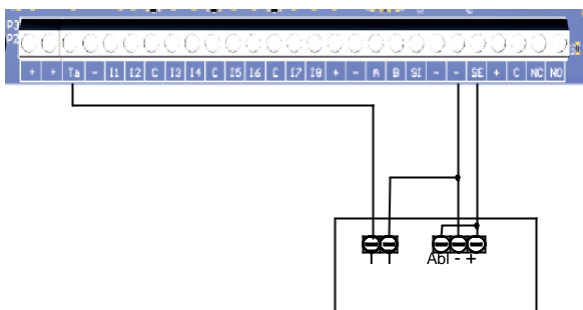 P3
P2
+ + Ta - I1 I2 C I3 I4 C I5 I6 C I7 I8 + - A B SI - - SE + C NC NO
T T
Abl - +